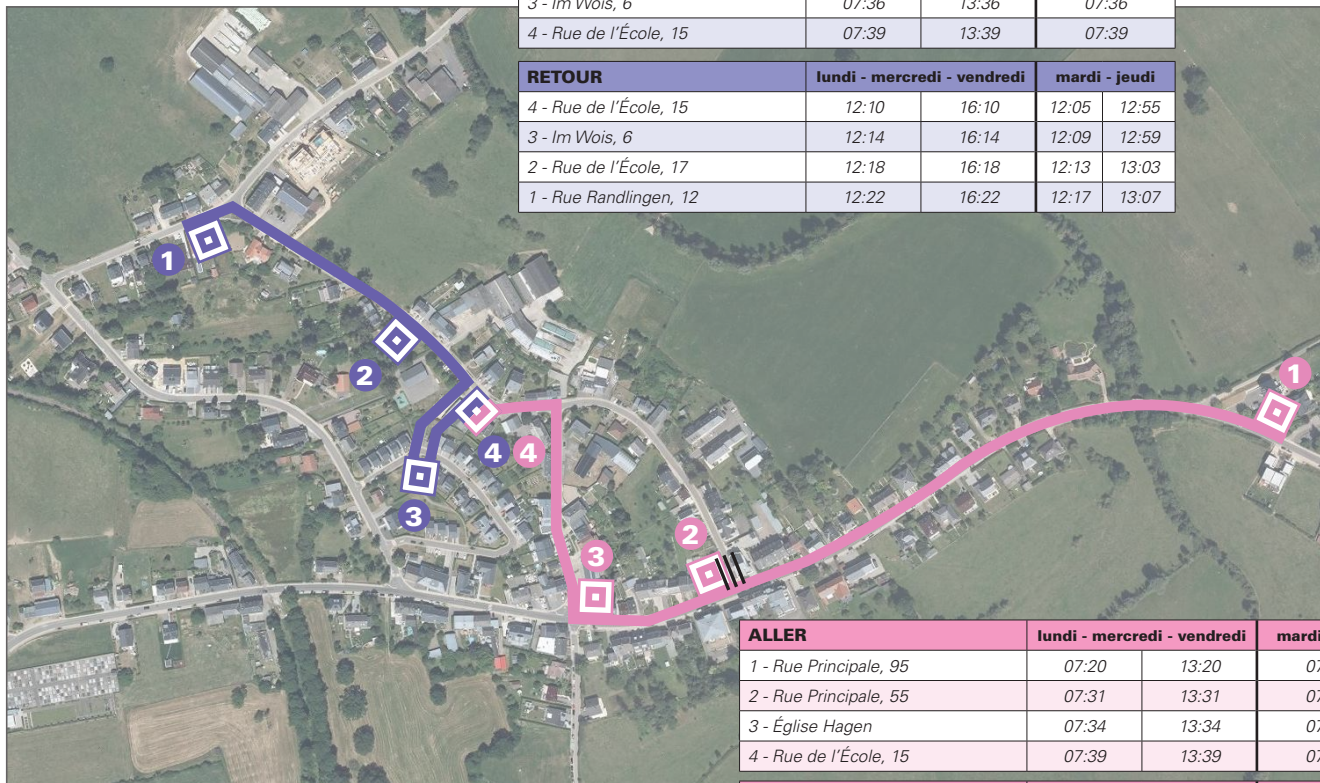 3 - Im Wois, 6 07:36 13:36 07:36
4 - Rue de l'École, 15 07:39 13:39 07:39
RETOUR lundi - mercredi - vendredi mardi - jeudi
4 - Rue de l'École, 15 12:10 16:10 12:05 12:55
3 - Im Wois, 6 12:14 16:14 12:09 12:59
2 - Rue de l'École, 17 12:18 16:18 12:13 13:03
1 - Rue Randlingen, 12 12:22 16:22 12:17 13:07
1
2
1
4 4
3
2
3
ALLER lundi - mercredi - vendredi mardi
1 - Rue Principale, 95 07:20 13:20 07
2 - Rue Principale, 55 07:31 13:31 07
3 - Église Hagen 07:34 13:34 07
4 - Rue de l'École, 15 07:39 13:39 07